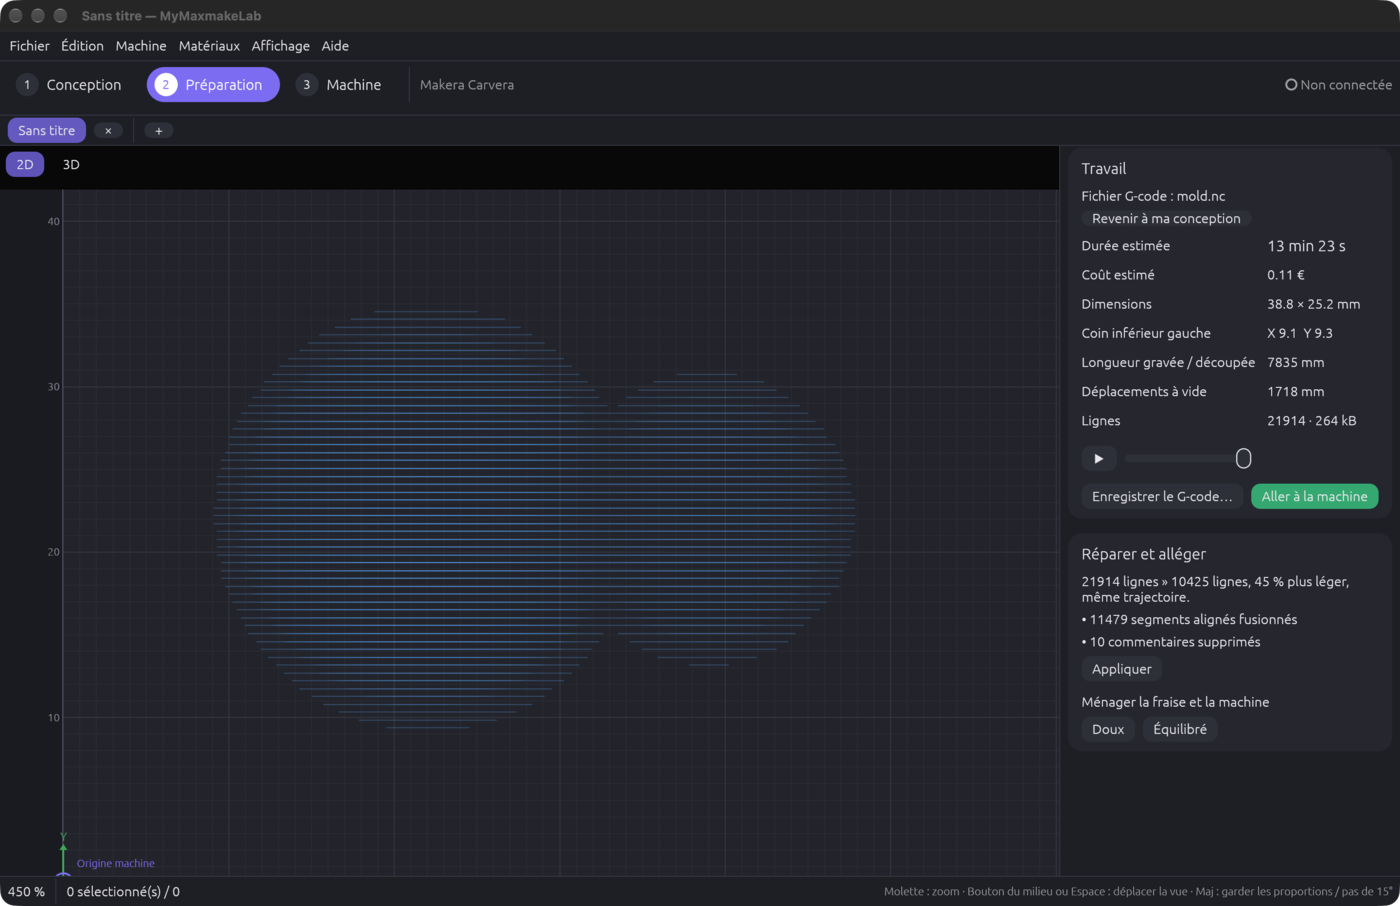 Sans titre — MyMaxmakeLab
Fichier Édition Machine Matériaux Affichage Aide
1 Conception 2 Préparation 3 Machine Makera Carvera Non connectée
Sans titre × +
2D 3D
40
30
20
10
Y
Origine machine
Travail
Fichier G-code : mold.nc
Revenir à ma conception
Durée estimée 13 min 23 s
Coût estimé 0.11 €
Dimensions 38.8 × 25.2 mm
Coin inférieur gauche X 9.1 Y 9.3
Longueur gravée / découpée 7835 mm
Déplacements à vide 1718 mm
Lignes 21914 · 264 kB
Enregistrer le G-code… Aller à la machine
Réparer et alléger
21914 lignes » 10425 lignes, 45 % plus léger,
même trajectoire.
• 11479 segments alignés fusionnés
• 10 commentaires supprimés
Appliquer
Ménager la fraise et la machine
Doux Équilibré
450 % 0 sélectionné(s) / 0 Molette : zoom · Bouton du milieu ou Espace : déplacer la vue · Maj : garder les proportions / pas de 15°